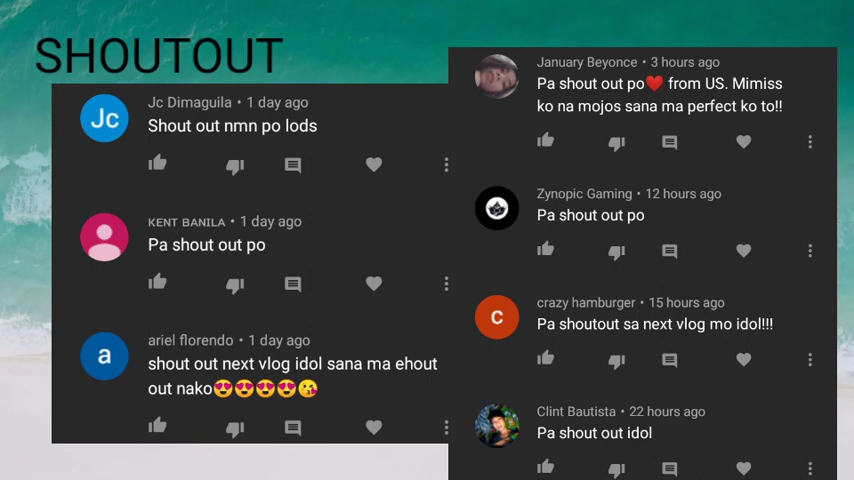 SHOUTOUT
Jc
Jc Dimaguila • 1 day ago
Shout out nmn po lods
KENT BANILA • 1 day ago
Pa shout out po
a
ariel florendo • 1 day ago
shout out next vlog idol sana ma ehout
out nako😍😍😍😍😘
January Beyonce • 3 hours ago
Pa shout out po❤️ from US. Mimiss
ko na mojos sana ma perfect ko to!!
Zynopic Gaming • 12 hours ago
Pa shout out po
c
crazy hamburger • 15 hours ago
Pa shoutout sa next vlog mo idol!!!
Clint Bautista • 22 hours ago
Pa shout out idol